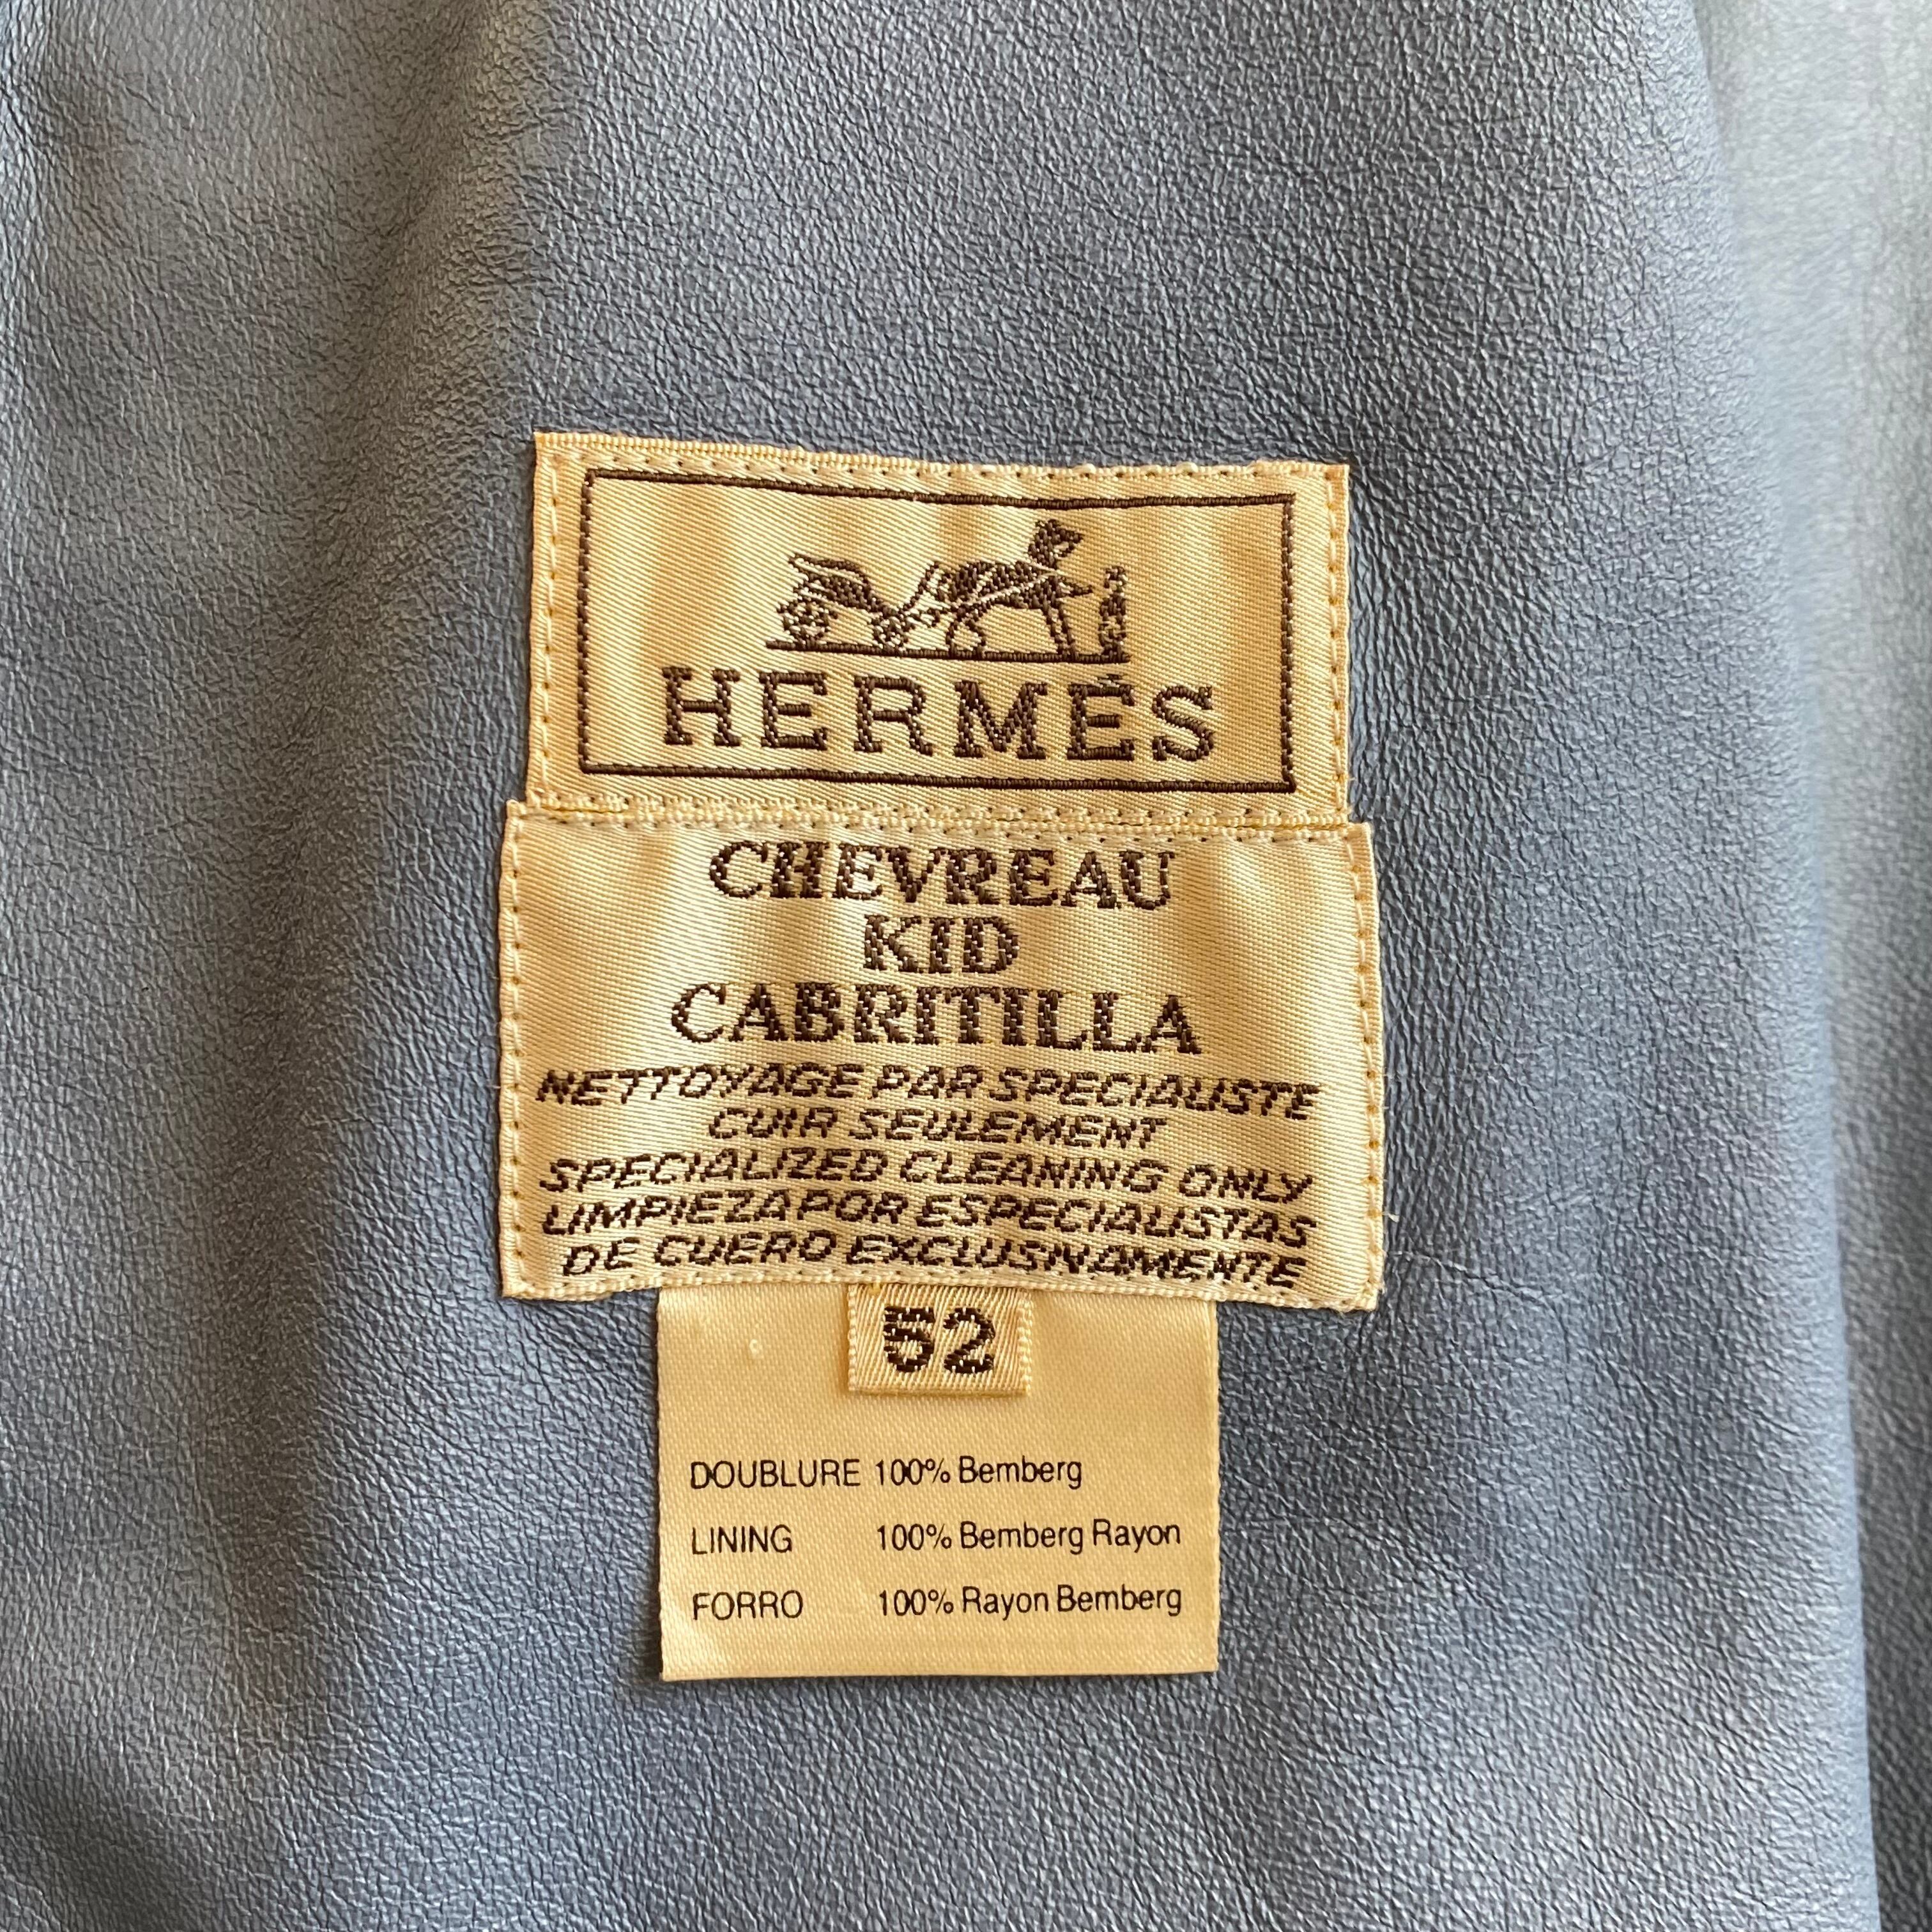 HERMÈS
CHEVREAU
KID
CABRITILLA
NETTOYAGE PAR SPECIALISTE
CUIR SEULEMENT
SPECIALIZED CLEANING ONLY
LIMPIEZA POR ESPECIALISTAS
DE CUERO EXCLUSIVAMENTE
52
DOUBLURE 100% Bemberg
LINING 100% Bemberg Rayon
FORRO 100% Rayon Bemberg